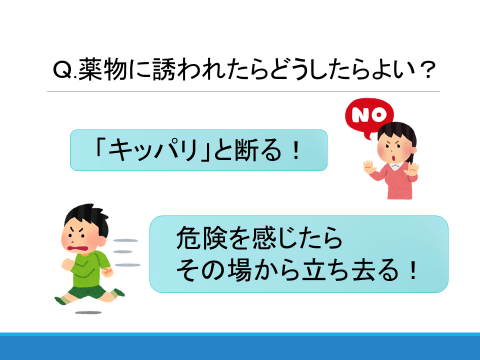 Q.薬物に誘われたらどうしたらよい？
NO
「キッパリ」と断る！
危険を感じたら
その場から立ち去る！